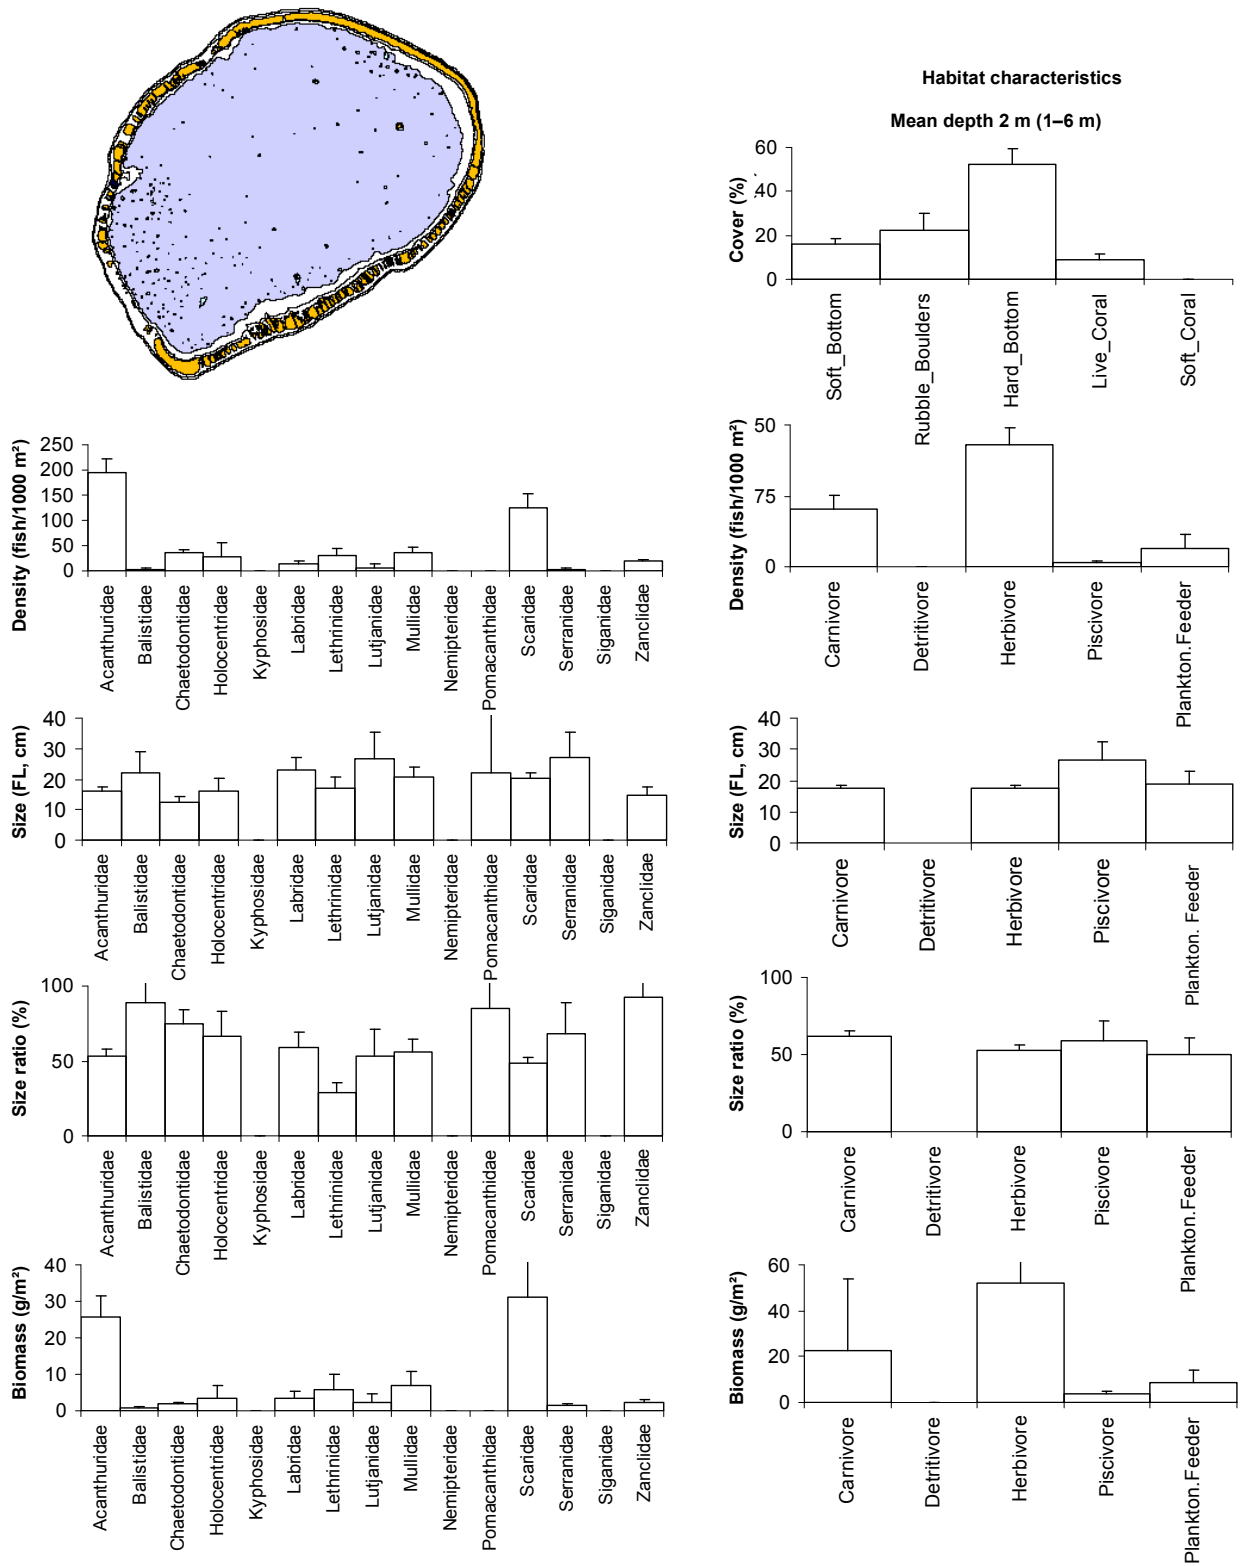 Habitat characteristics
Mean depth 2 m (1–6 m)
Cover (%)
60
40
20
0
Soft_Bottom
Rubble_Boulders
Hard_Bottom
Live_Coral
Soft_Coral
Density (fish/1000 m²)
250
200
150
100
50
0
Acanthuridae
Balistidae
Chaetodontidae
Holocentridae
Kyphosidae
Labridae
Lethrinidae
Lutjanidae
Mullidae
Nemipteridae
Pomacanthidae
Scaridae
Serranidae
Siganidae
Zanclidae
Density (fish/1000 m²)
50
75
0
Carnivore
Detritivore
Herbivore
Piscivore
Plankton.Feeder
Size (FL, cm)
40
30
20
10
0
Acanthuridae
Balistidae
Chaetodontidae
Holocentridae
Kyphosidae
Labridae
Lethrinidae
Lutjanidae
Mullidae
Nemipteridae
Pomacanthidae
Scaridae
Serranidae
Siganidae
Zanclidae
Size (FL, cm)
40
30
20
10
0
Carnivore
Detritivore
Herbivore
Piscivore
Plankton. Feeder
Size ratio (%)
100
50
0
Acanthuridae
Balistidae
Chaetodontidae
Holocentridae
Kyphosidae
Labridae
Lethrinidae
Lutjanidae
Mullidae
Nemipteridae
Pomacanthidae
Scaridae
Serranidae
Siganidae
Zanclidae
Size ratio (%)
100
50
0
Carnivore
Detritivore
Herbivore
Piscivore
Plankton.Feeder
Biomass (g/m²)
40
30
20
10
0
Acanthuridae
Balistidae
Chaetodontidae
Holocentridae
Kyphosidae
Labridae
Lethrinidae
Lutjanidae
Mullidae
Nemipteridae
Pomacanthidae
Scaridae
Serranidae
Siganidae
Zanclidae
Biomass (g/m²)
60
40
20
0
Carnivore
Detritivore
Herbivore
Piscivore
Plankton.Feeder